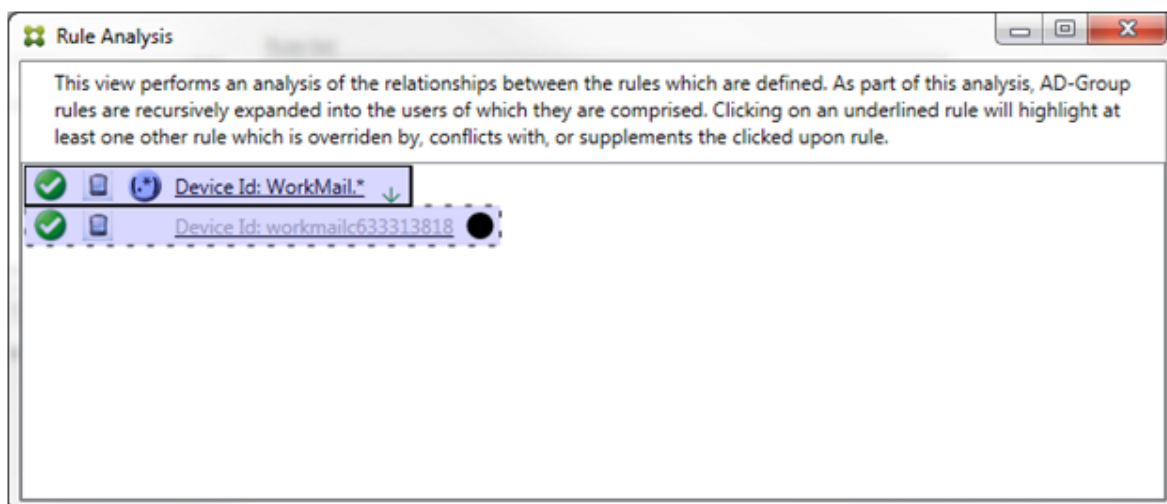 Rule Analysis
This view performs an analysis of the relationships between the rules which are defined. As part of this analysis, AD-Group
rules are recursively expanded into the users of which they are comprised. Clicking on an underlined rule will highlight at
least one other rule which is overriden by, conflicts with, or supplements the clicked upon rule.
(.*) Device Id: WorkMail.*
Device Id: workmailc633313818